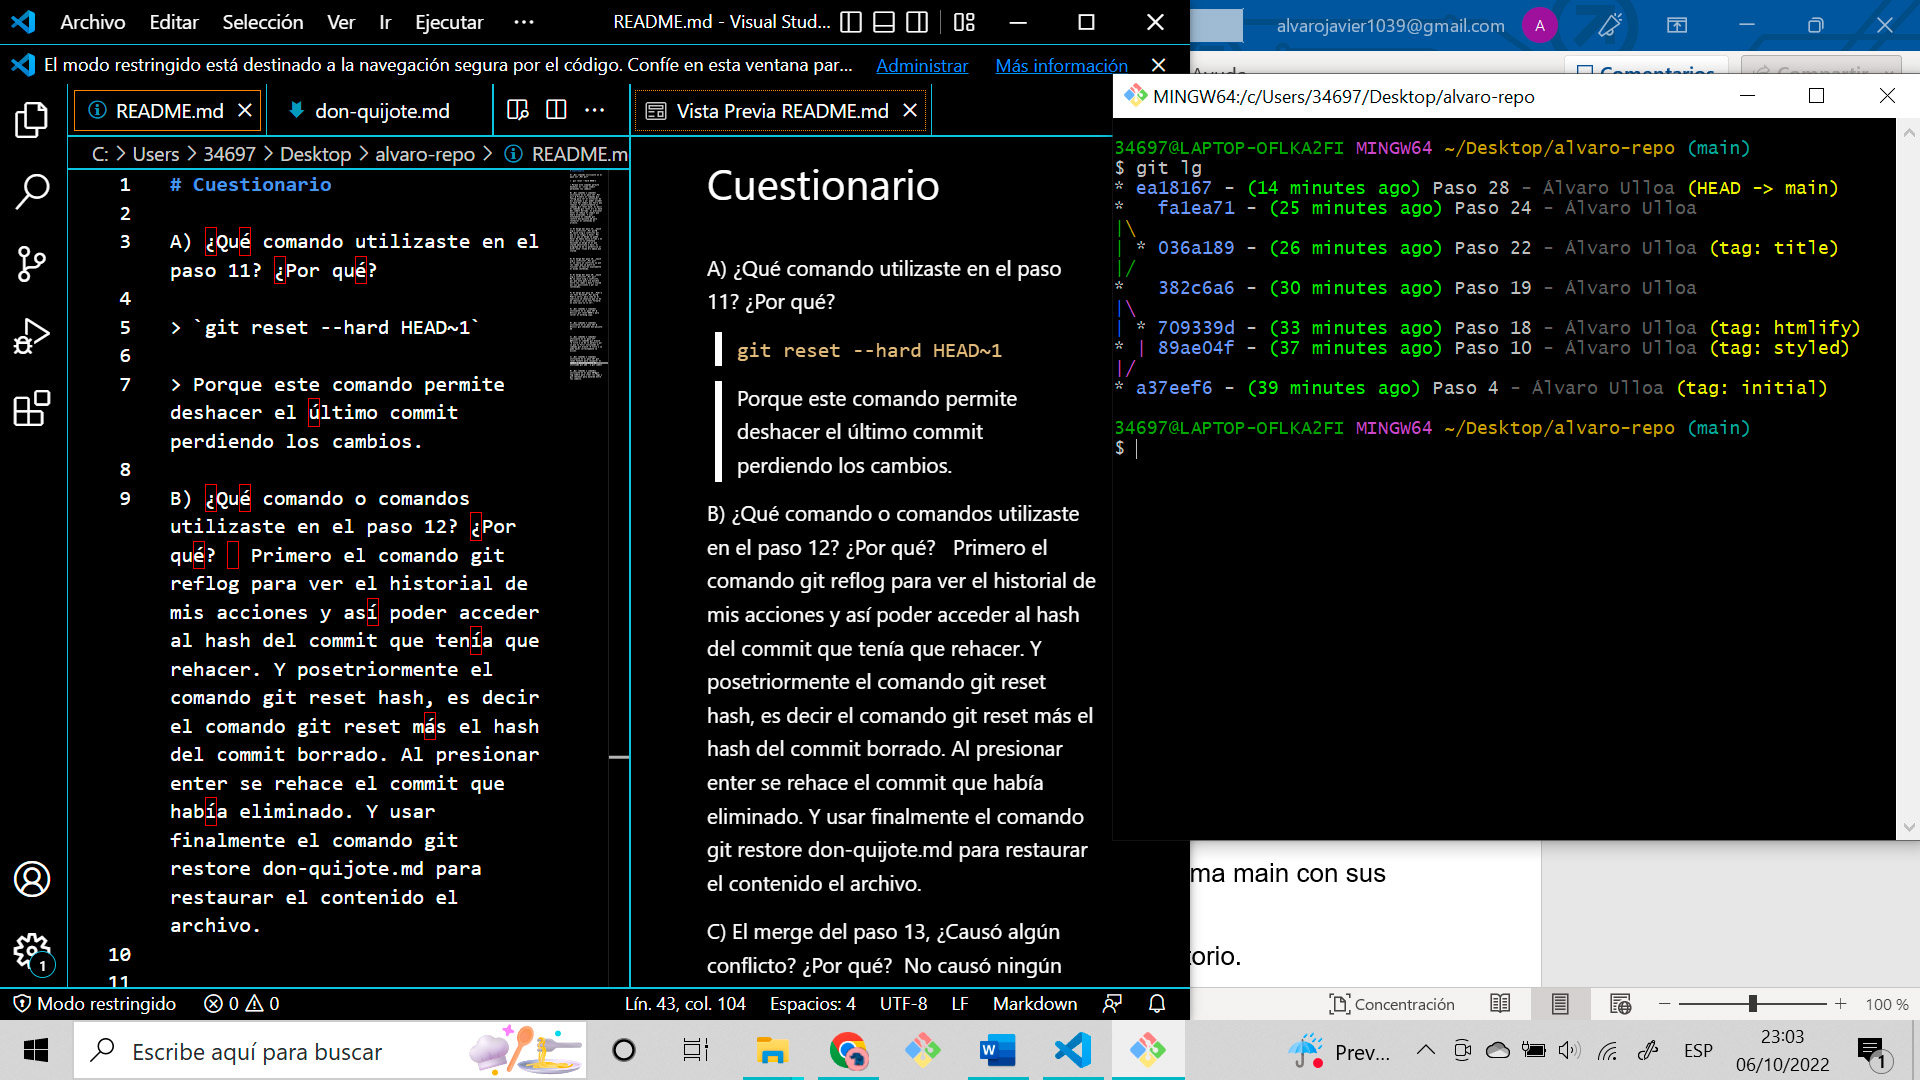 Archivo Editar Selección Ver Ir Ejecutar ··· README.md - Visual Stud...
El modo restringido está destinado a la navegación segura por el código. Confíe en esta ventana par... Administrar Más información
README.md don-quijote.md ···
C: > Users > 34697 > Desktop > alvaro-repo > README.m
1 # Cuestionario
2
3 A) ¿Qué comando utilizaste en el
paso 11? ¿Por qué?
4
5 > `git reset --hard HEAD~1`
6
7 > Porque este comando permite
deshacer el último commit
perdiendo los cambios.
8
9 B) ¿Qué comando o comandos
utilizaste en el paso 12? ¿Por
qué?   Primero el comando git
reflog para ver el historial de
mis acciones y así poder acceder
al hash del commit que tenía que
rehacer. Y posetriormente el
comando git reset hash, es decir
el comando git reset más el hash
del commit borrado. Al presionar
enter se rehace el commit que
había eliminado. Y usar
finalmente el comando git
restore don-quijote.md para
restaurar el contenido el
archivo.
10
11
Vista Previa README.md
Cuestionario
A) ¿Qué comando utilizaste en el paso
11? ¿Por qué?
git reset --hard HEAD~1
Porque este comando permite
deshacer el último commit
perdiendo los cambios.
B) ¿Qué comando o comandos utilizaste
en el paso 12? ¿Por qué?   Primero el
comando git reflog para ver el historial de
mis acciones y así poder acceder al hash
del commit que tenía que rehacer. Y
posetriormente el comando git reset
hash, es decir el comando git reset más el
hash del commit borrado. Al presionar
enter se rehace el commit que había
eliminado. Y usar finalmente el comando
git restore don-quijote.md para restaurar
el contenido el archivo.
C) El merge del paso 13, ¿Causó algún
conflicto? ¿Por qué?  No causó ningún
Modo restringido 0 0 Lín. 43, col. 104 Espacios: 4 UTF-8 LF Markdown
alvarojavier1039@gmail.com A
Ayuda Comentarios Compartir
MINGW64:/c/Users/34697/Desktop/alvaro-repo
34697@LAPTOP-OFLKA2FI MINGW64 ~/Desktop/alvaro-repo (main)
$ git lg
* ea18167 - (14 minutes ago) Paso 28 - Álvaro Ulloa (HEAD -> main)
*   fa1ea71 - (25 minutes ago) Paso 24 - Álvaro Ulloa
|\
| * 036a189 - (26 minutes ago) Paso 22 - Álvaro Ulloa (tag: title)
|/
*   382c6a6 - (30 minutes ago) Paso 19 - Álvaro Ulloa
|\
| * 709339d - (33 minutes ago) Paso 18 - Álvaro Ulloa (tag: htmlify)
* | 89ae04f - (37 minutes ago) Paso 10 - Álvaro Ulloa (tag: styled)
|/
* a37eef6 - (39 minutes ago) Paso 4 - Álvaro Ulloa (tag: initial)
34697@LAPTOP-OFLKA2FI MINGW64 ~/Desktop/alvaro-repo (main)
$
ma main con sus
torio.
Concentración 100 %
Escribe aquí para buscar
Prev... ESP 23:03
06/10/2022 1